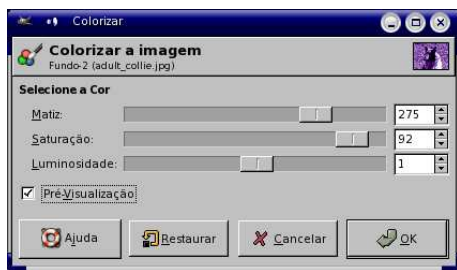 Colorizar
Colorizar a imagem
Fundo-2 (adult_collie.jpg)
Selecione a Cor
Matiz: 275
Saturação: 92
Luminosidade: 1
Pré-Visualização
Ajuda Restaurar Cancelar OK